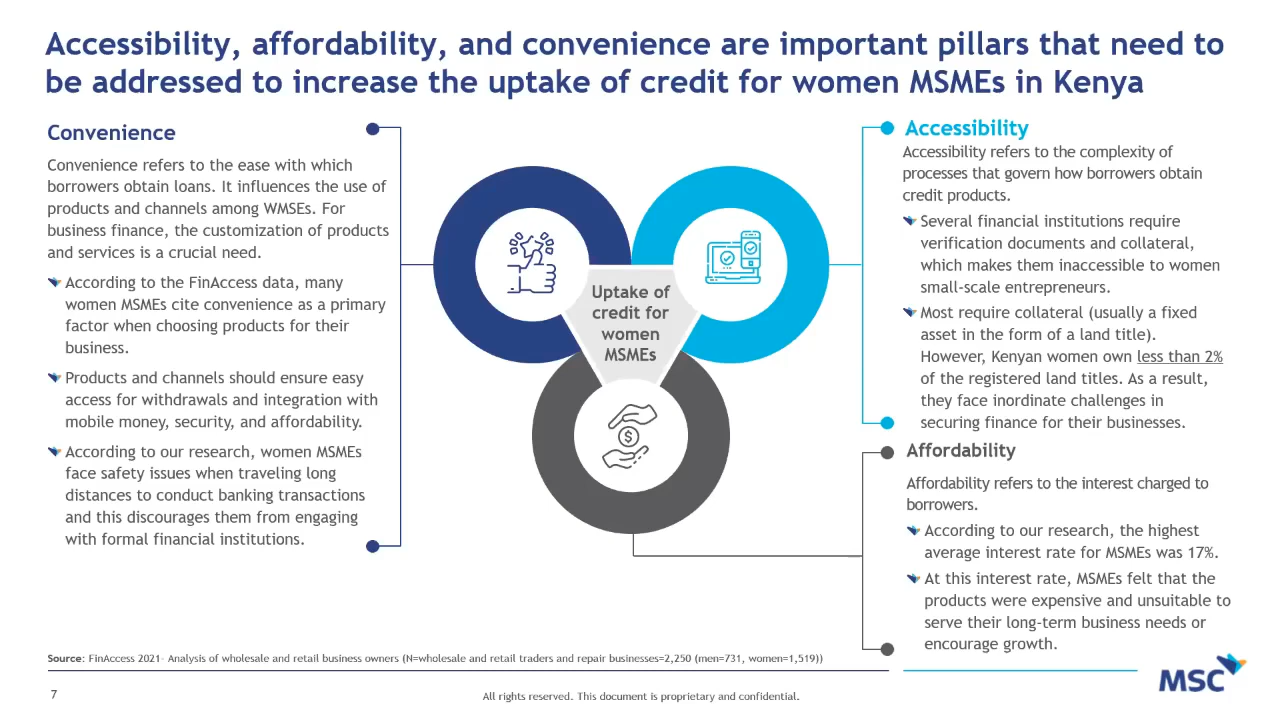 Accessibility, affordability, and convenience are important pillars that need to
be addressed to increase the uptake of credit for women MSMEs in Kenya
Convenience
Convenience refers to the ease with which
borrowers obtain loans. It influences the use of
products and channels among WMSEs. For
business finance, the customization of products
and services is a crucial need.
According to the FinAccess data, many
women MSMEs cite convenience as a primary
factor when choosing products for their
business.
Products and channels should ensure easy
access for withdrawals and integration with
mobile money, security, and affordability.
According to our research, women MSMEs
face safety issues when traveling long
distances to conduct banking transactions
and this discourages them from engaging
with formal financial institutions.
Uptake of
credit for
women
MSMEs
$
Accessibility
Accessibility refers to the complexity of
processes that govern how borrowers obtain
credit products.
Several financial institutions require
verification documents and collateral,
which makes them inaccessible to women
small-scale entrepreneurs.
Most require collateral (usually a fixed
asset in the form of a land title).
However, Kenyan women own less than 2%
of the registered land titles. As a result,
they face inordinate challenges in
securing finance for their businesses.
Affordability
Affordability refers to the interest charged to
borrowers.
According to our research, the highest
average interest rate for MSMEs was 17%.
At this interest rate, MSMEs felt that the
products were expensive and unsuitable to
serve their long-term business needs or
encourage growth.
Source: FinAccess 2021- Analysis of wholesale and retail business owners (N=wholesale and retail traders and repair businesses=2,250 (men=731, women=1,519))
7
All rights reserved. This document is proprietary and confidential.
MSC